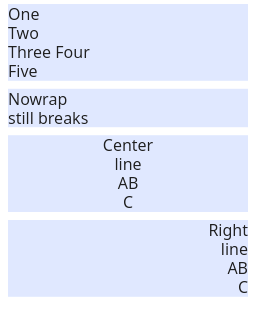 One
Two
Three Four
Five
Nowrap
still breaks
Center
line
AB
C
Right
line
AB
C